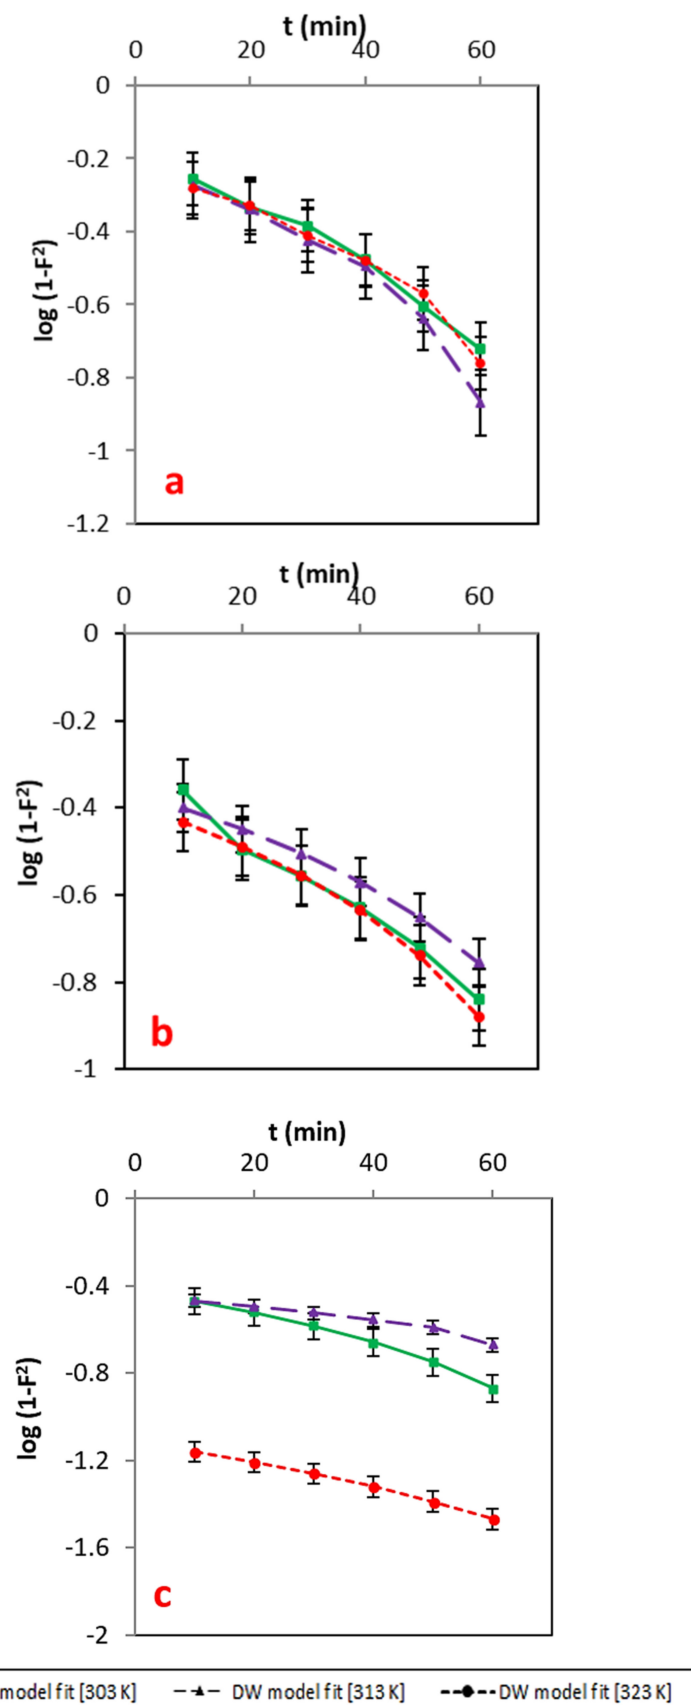 t (min)
0 20 40 60
0
-0.2
-0.4
-0.6
-0.8
-1
-1.2
log (1-F²)
a
t (min)
0 20 40 60
0
-0.2
-0.4
-0.6
-0.8
-1
log (1-F²)
b
t (min)
0 20 40 60
0
-0.4
-0.8
-1.2
-1.6
-2
log (1-F²)
c
model fit [303 K] DW model fit [313 K] DW model fit [323 K]